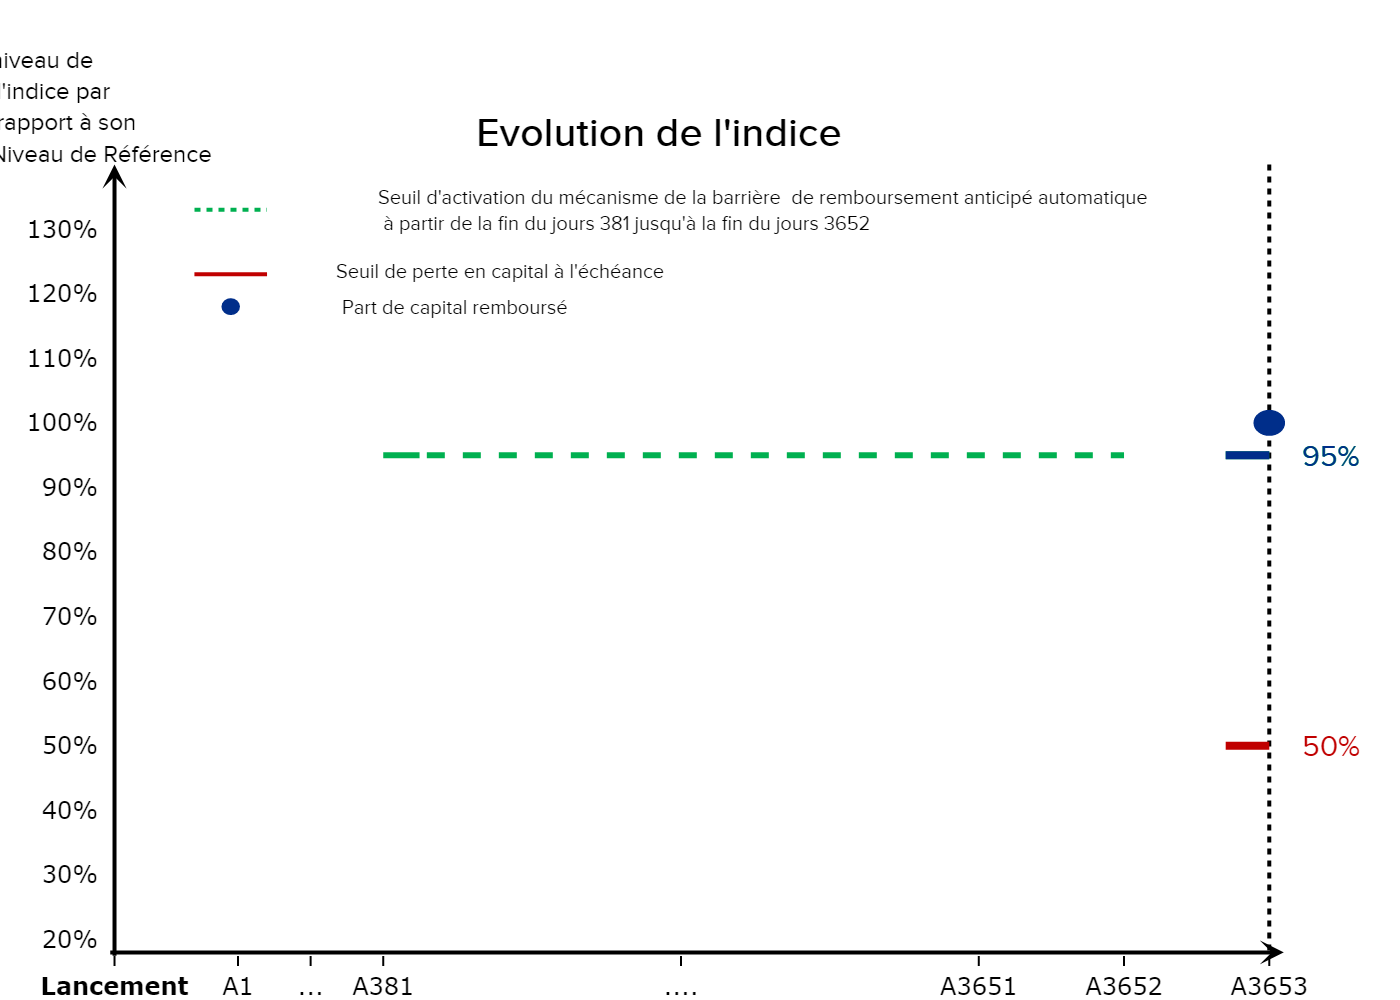 niveau de
l'indice par
rapport à son
Niveau de Référence
Evolution de l'indice
Seuil d'activation du mécanisme de la barrière de remboursement anticipé automatique
à partir de la fin du jours 381 jusqu'à la fin du jours 3652
Seuil de perte en capital à l'échéance
Part de capital remboursé
130%
120%
110%
100%
95%
90%
80%
70%
60%
50%
50%
40%
30%
20%
Lancement A1 ... A381 .... A3651 A3652 A3653